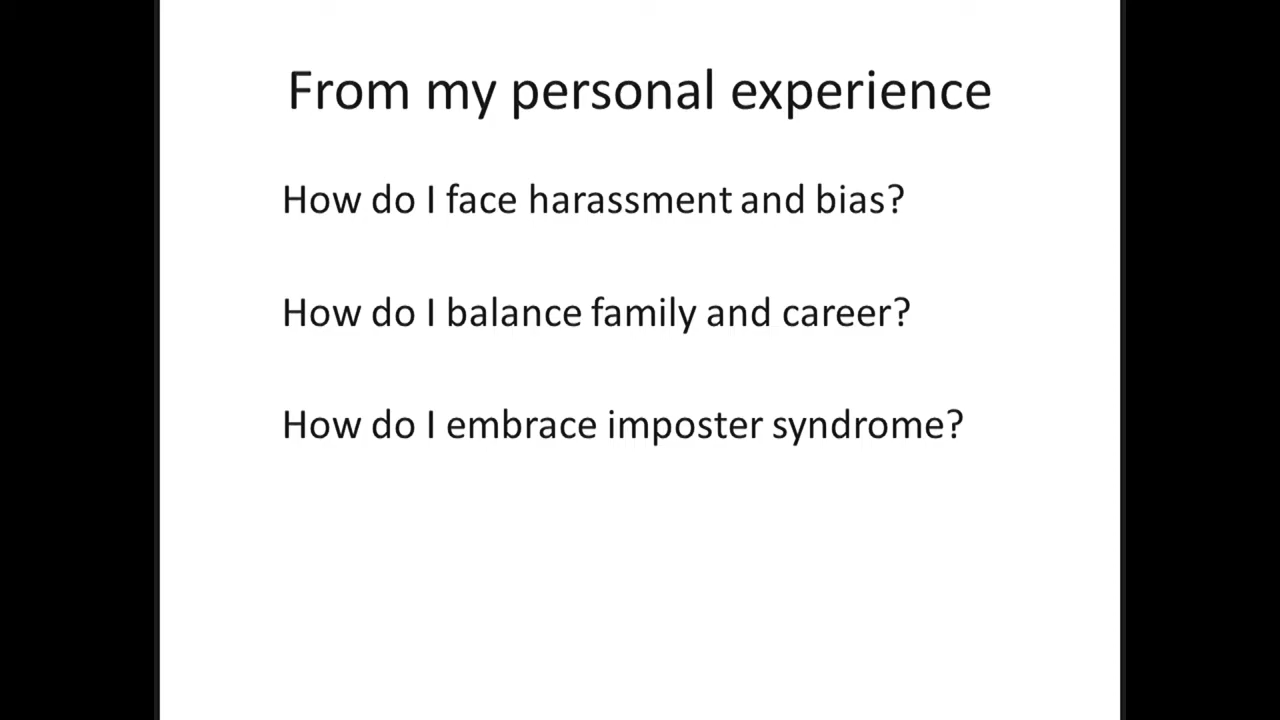 From my personal experience
How do I face harassment and bias?
How do I balance family and career?
How do I embrace imposter syndrome?